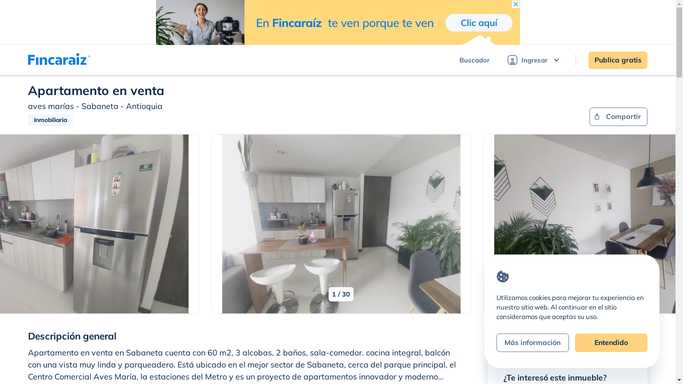 En Fincaraíz te ven porque te ven
Clic aquí
Fincaraiz
Buscador
Ingresar
Publica gratis
Apartamento en venta
aves marías - Sabaneta - Antioquia
Inmobiliaria
Compartir
1 / 30
Utilizamos cookies para mejorar tu experiencia en
nuestro sitio web. Al continuar en el sitio
consideramos que aceptas su uso.
Más información
Entendido
Descripción general
Apartamento en venta en Sabaneta cuenta con 60 m2, 3 alcobas, 2 baños, sala-comedor. cocina integral, balcón
con una vista muy linda y parqueadero. Está ubicado en el mejor sector de Sabaneta, cerca del parque principal, el
Centro Comercial Aves María, la estaciones del Metro y es un proyecto de apartamentos innovador y moderno...
¿Te interesó este inmueble?